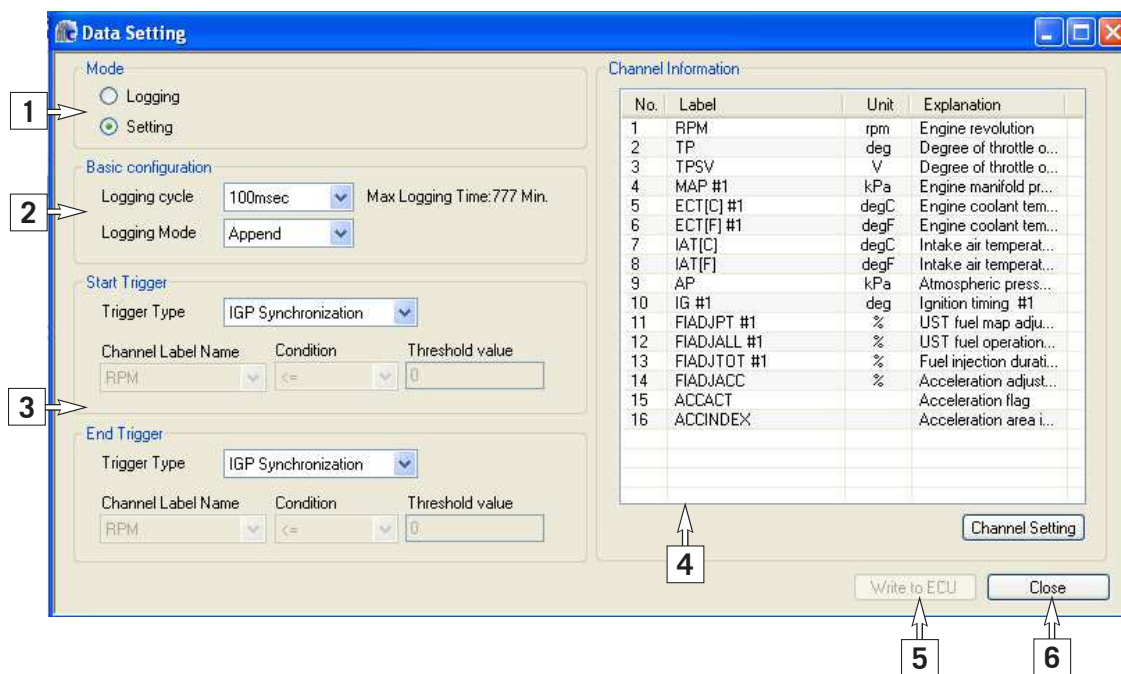 Data Setting
Mode
Logging
Setting
1
Basic configuration
Logging cycle 100msec Max Logging Time:777 Min.
Logging Mode Append
2
Start Trigger
Trigger Type IGP Synchronization
Channel Label Name Condition Threshold value
RPM <= 0
3
End Trigger
Trigger Type IGP Synchronization
Channel Label Name Condition Threshold value
RPM <= 0
Channel Information
No. Label Unit Explanation
1 RPM rpm Engine revolution
2 TP deg Degree of throttle o...
3 TPSV V Degree of throttle o...
4 MAP #1 kPa Engine manifold pr...
5 ECT[C] #1 degC Engine coolant tem...
6 ECT[F] #1 degF Engine coolant tem...
7 IAT[C] degC Intake air temperat...
8 IAT[F] degF Intake air temperat...
9 AP kPa Atmospheric press...
10 IG #1 deg Ignition timing #1
11 FIADJPT #1 % UST fuel map adju...
12 FIADJALL #1 % UST fuel operation...
13 FIADJTOT #1 % Fuel injection durati...
14 FIADJACC % Acceleration adjust...
15 ACCACT Acceleration flag
16 ACCINDEX Acceleration area i...
4
Channel Setting
Write to ECU Close
5 6